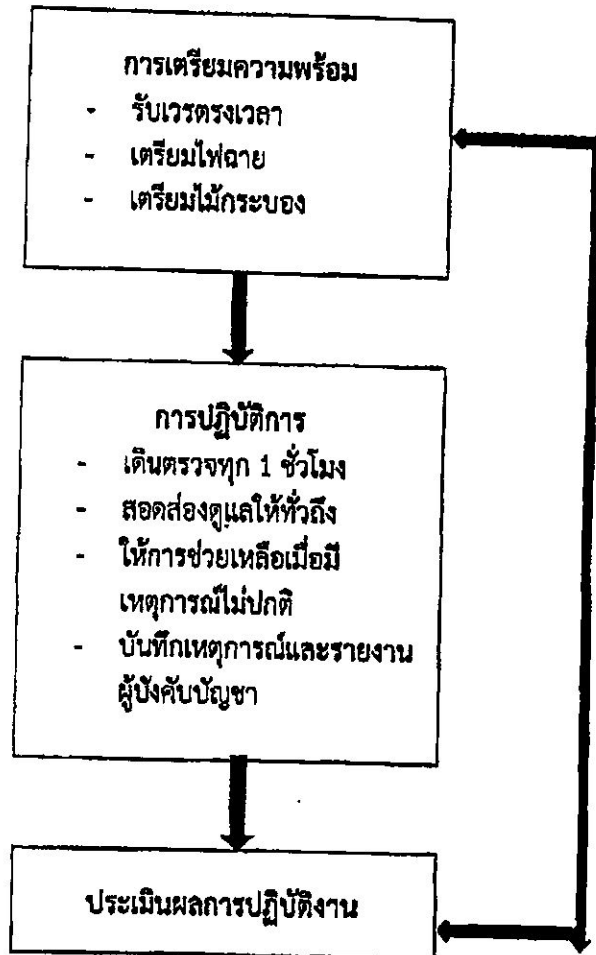 การเตรียมความพร้อม
- รับเวรตรงเวลา
- เตรียมไฟฉาย
- เตรียมไม้กระบอง
การปฏิบัติการ
- เดินตรวจทุก 1 ชั่วโมง
- สอดส่องดูแลให้ทั่วถึง
- ให้การช่วยเหลือเมื่อมี
เหตุการณ์ไม่ปกติ
- บันทึกเหตุการณ์และรายงาน
ผู้บังคับบัญชา
ประเมินผลการปฏิบัติงาน